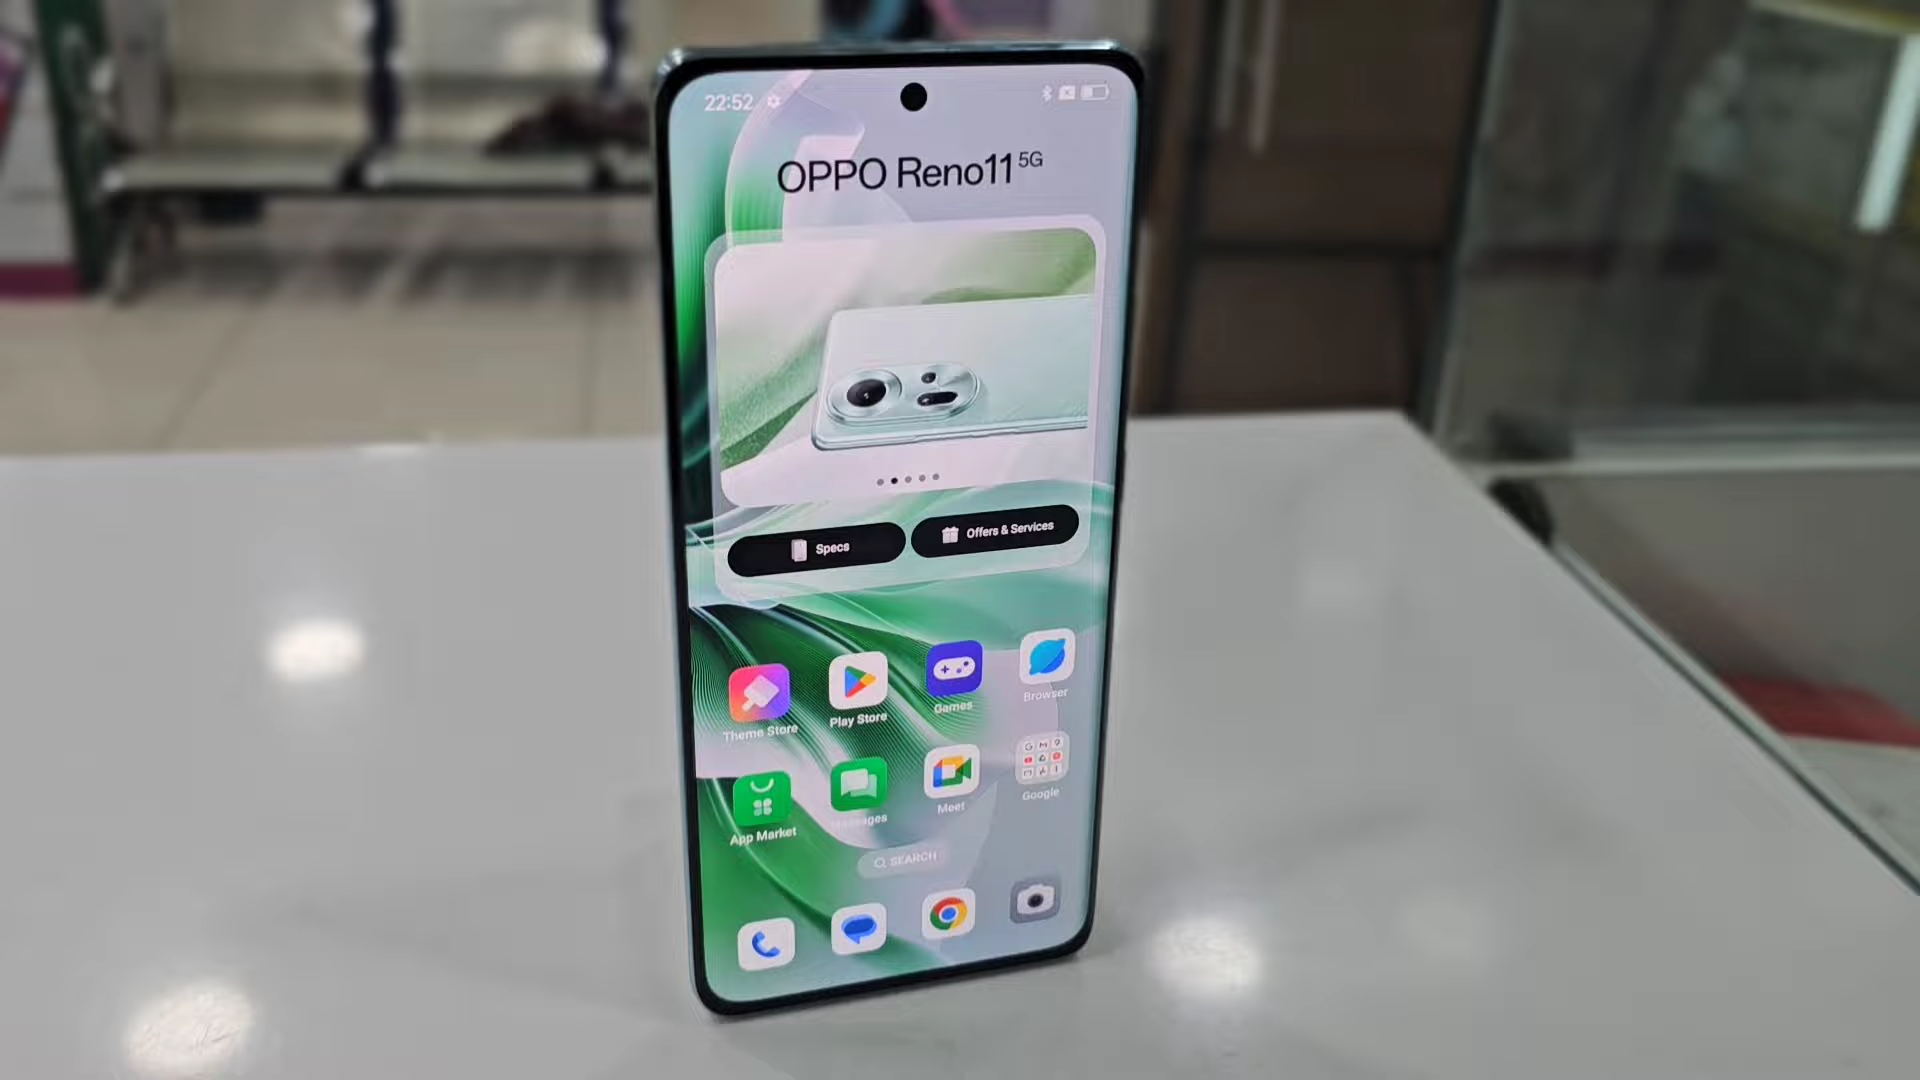 22:52
OPPO Reno11 5G
Specs
Offers & Services
Theme Store
Play Store
Games
Browser
App Market
Messages
Meet
Google
SEARCH